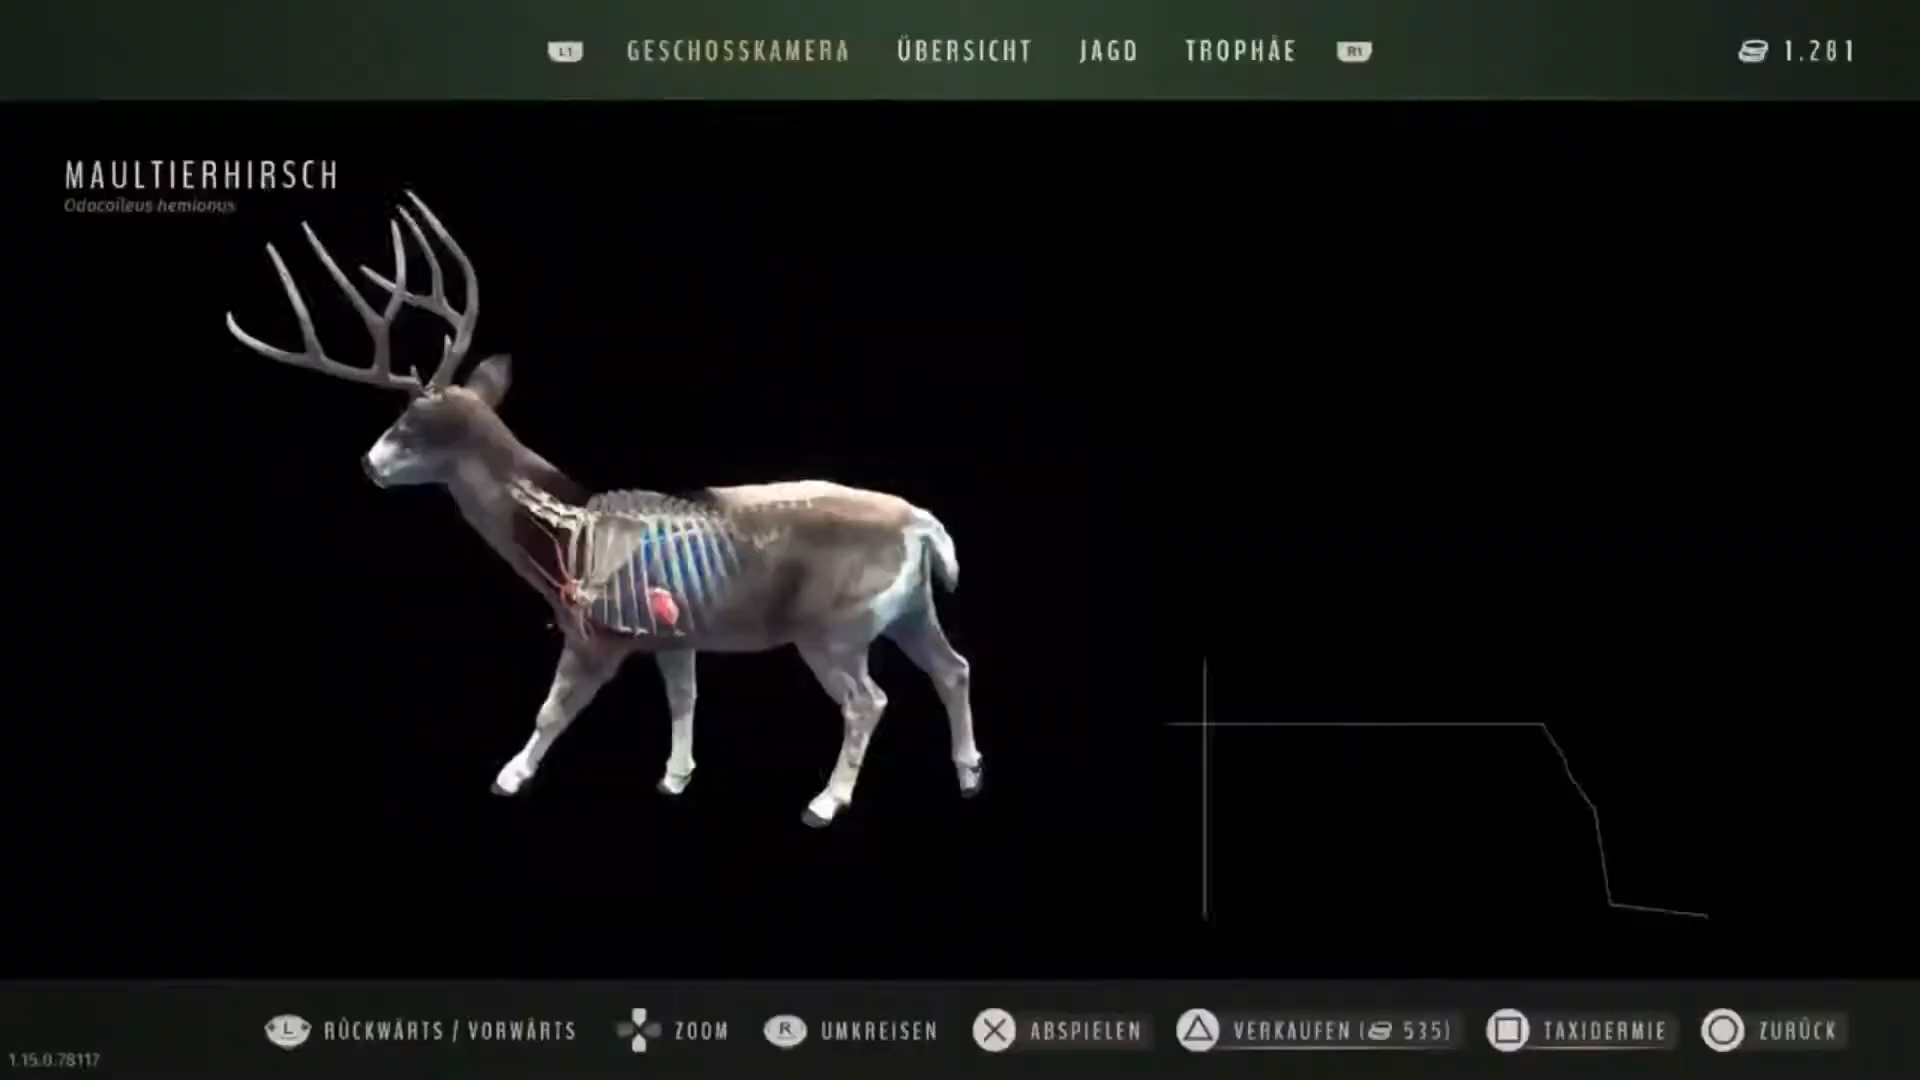 L1 GESCHOSSKAMERA ÜBERSICHT JAGD TROPHÄE R1 1.281
MAULTIERHIRSCH
Odocoileus hemionus
L RÜCKWÄRTS / VORWÄRTS ZOOM R UMKREISEN ABSPIELEN VERKAUFEN ( 535) TAXIDERMIE ZURÜCK
1.15.0.78117